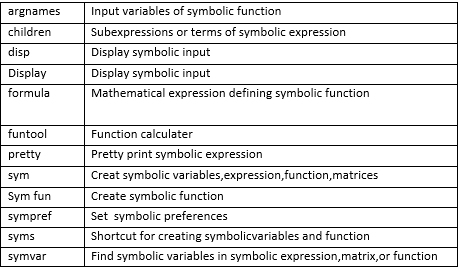 argnames Input variables of symbolic function
children Subexpressions or terms of symbolic expression
disp Display symbolic input
Display Display symbolic input
formula Mathematical expression defining symbolic function
funtool Function calculater
pretty Pretty print symbolic expression
sym Creat symbolic variables,expression,function,matrices
Sym fun Create symbolic function
sympref Set  symbolic preferences
syms Shortcut for creating symbolicvariables and function
symvar Find symbolic variables in symbolic expression,matrix,or function